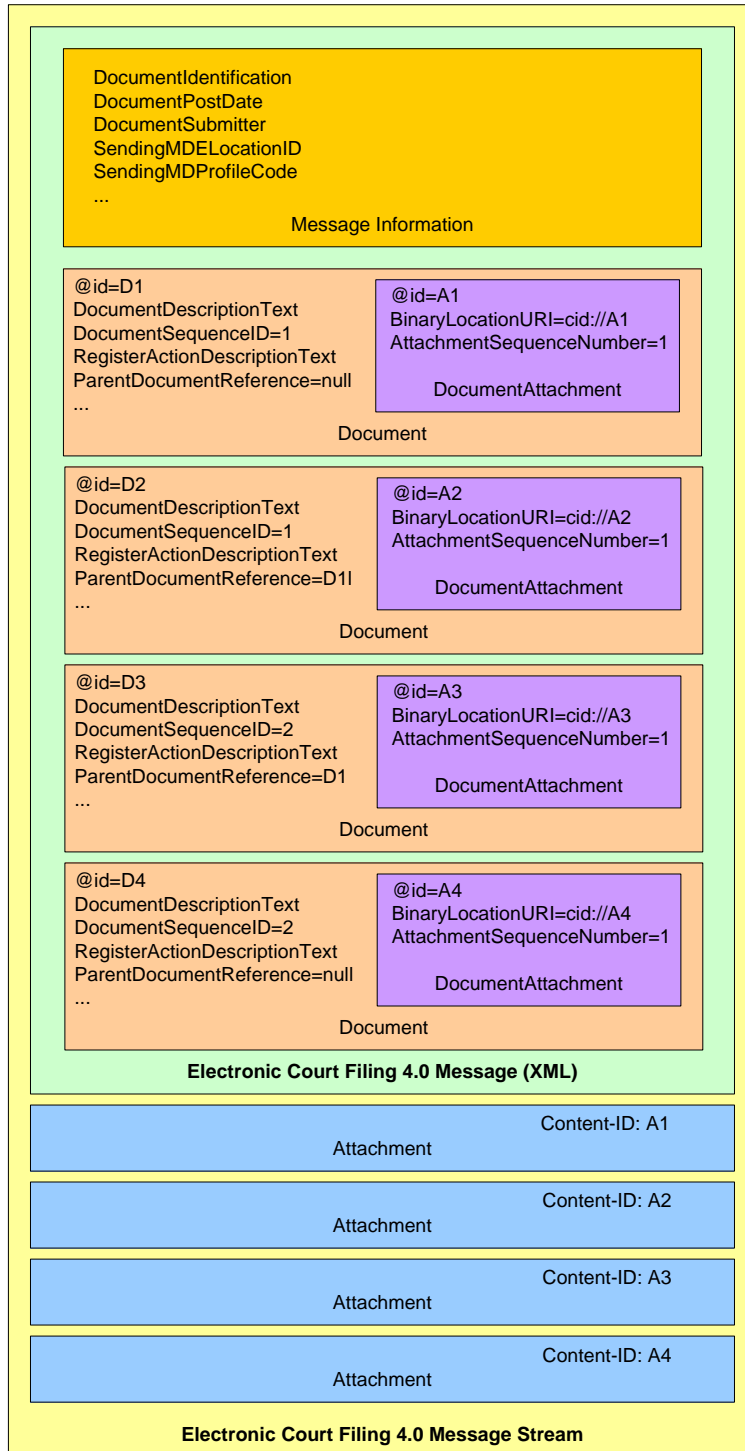 DocumentIdentification
DocumentPostDate
DocumentSubmitter
SendingMDELocationID
SendingMDProfileCode
...
Message Information
@id=D1
DocumentDescriptionText
DocumentSequenceID=1
RegisterActionDescriptionText
ParentDocumentReference=null
...
@id=A1
BinaryLocationURI=cid://A1
AttachmentSequenceNumber=1
DocumentAttachment
Document
@id=D2
DocumentDescriptionText
DocumentSequenceID=1
RegisterActionDescriptionText
ParentDocumentReference=D1l
...
@id=A2
BinaryLocationURI=cid://A2
AttachmentSequenceNumber=1
DocumentAttachment
Document
@id=D3
DocumentDescriptionText
DocumentSequenceID=2
RegisterActionDescriptionText
ParentDocumentReference=D1
...
@id=A3
BinaryLocationURI=cid://A3
AttachmentSequenceNumber=1
DocumentAttachment
Document
@id=D4
DocumentDescriptionText
DocumentSequenceID=2
RegisterActionDescriptionText
ParentDocumentReference=null
...
@id=A4
BinaryLocationURI=cid://A4
AttachmentSequenceNumber=1
DocumentAttachment
Document
Electronic Court Filing 4.0 Message (XML)
Content-ID: A1
Attachment
Content-ID: A2
Attachment
Content-ID: A3
Attachment
Content-ID: A4
Attachment
Electronic Court Filing 4.0 Message Stream